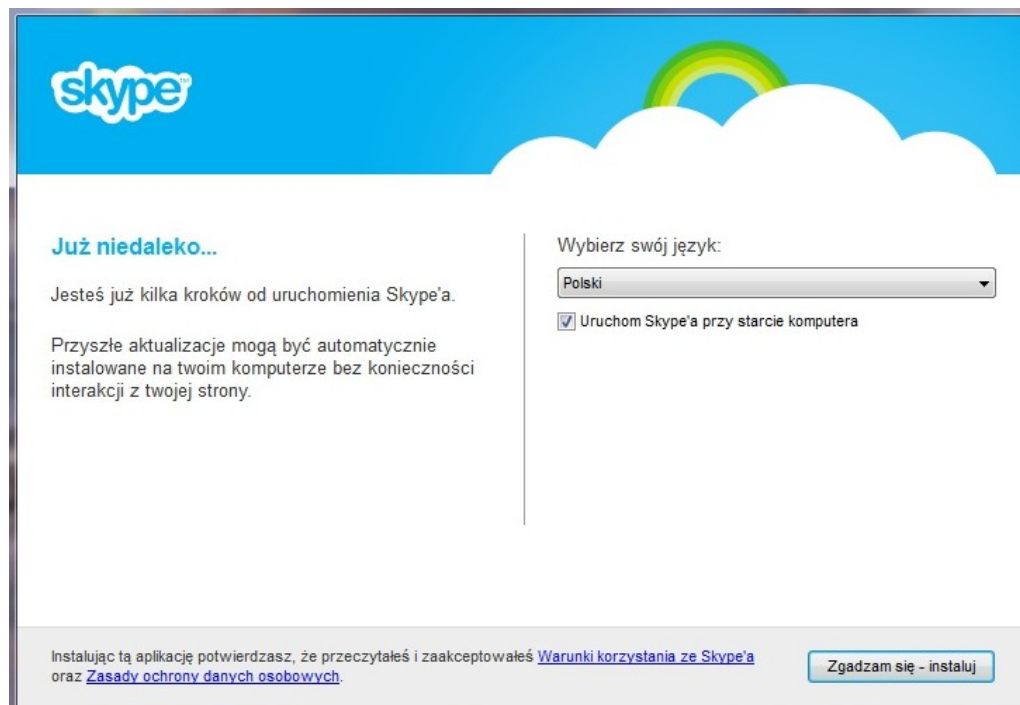 skype™
Już niedaleko...
Jesteś już kilka kroków od uruchomienia Skype'a.
Przyszłe aktualizacje mogą być automatycznie
instalowane na twoim komputerze bez konieczności
interakcji z twojej strony.
Wybierz swój język:
Polski
Uruchom Skype'a przy starcie komputera
Instalując tą aplikację potwierdzasz, że przeczytałeś i zaakceptowałeś Warunki korzystania ze Skype'a
oraz Zasady ochrony danych osobowych.
Zgadzam się - instaluj